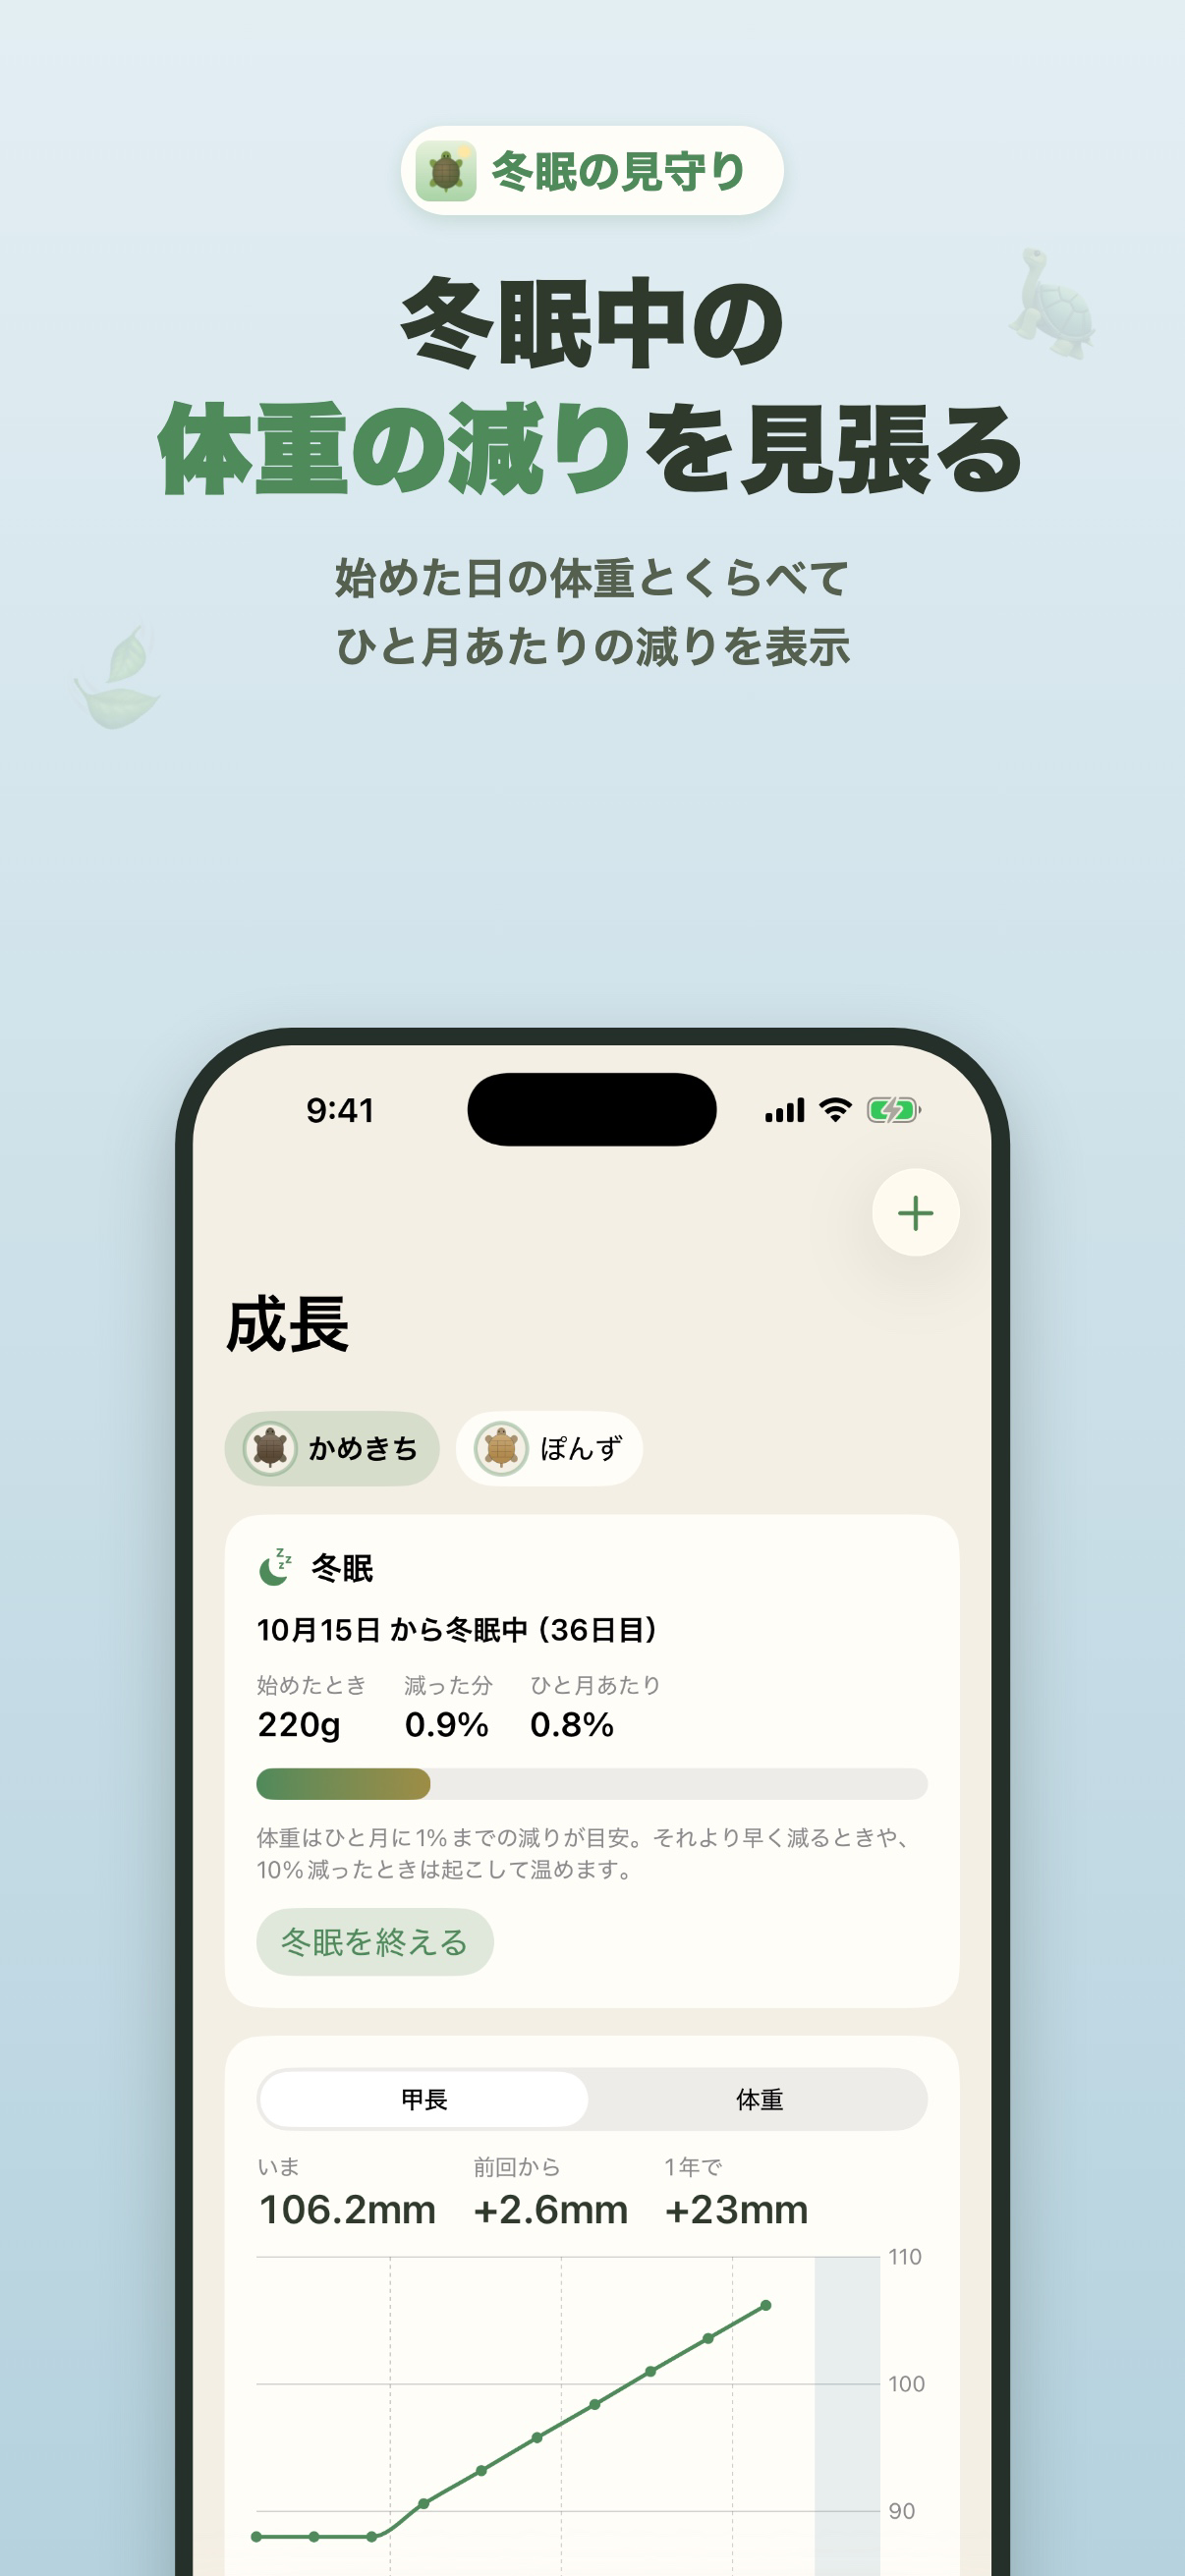 冬眠の見守り
冬眠中の
体重の減りを見張る
始めた日の体重とくらべて
ひと月あたりの減りを表示
9:41
成長
かめきち ぽんず
冬眠
10月15日 から冬眠中（36日目）
始めたとき 減った分 ひと月あたり
220g 0.9% 0.8%
体重はひと月に1%までの減りが目安。それより早く減るときや、
10%減ったときは起こして温めます。
冬眠を終える
甲長 体重
いま 前回から 1年で
106.2mm +2.6mm +23mm
110
100
90